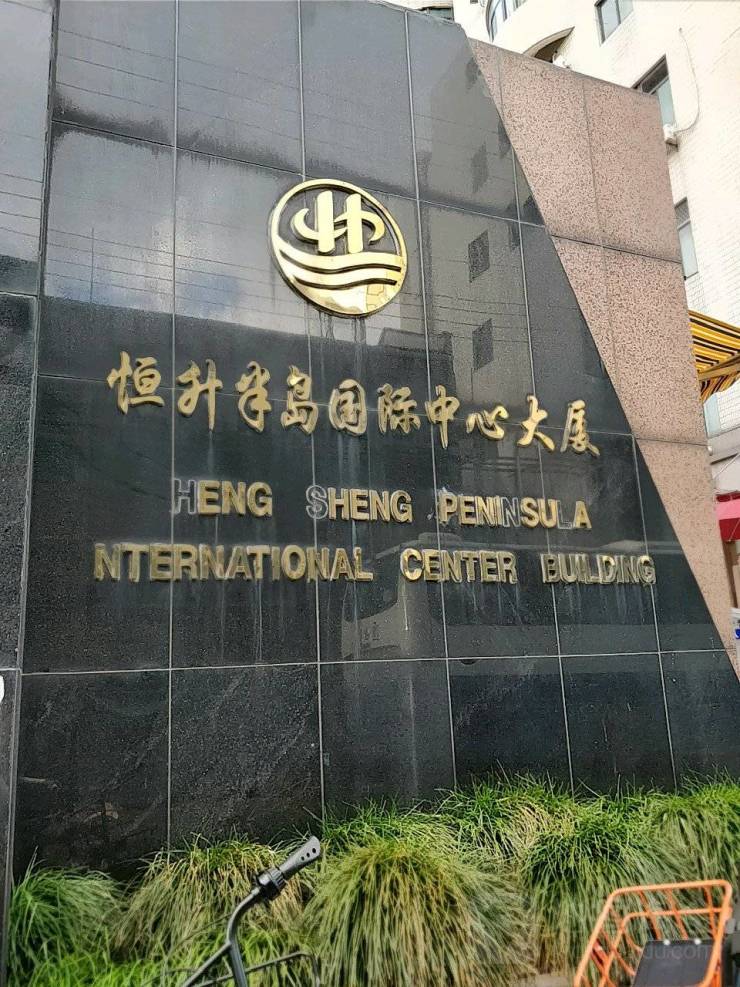 恒升半岛国际中心大厦
HENG SHENG PENINSULA
NTERNATIONAL CENTER BUILDING